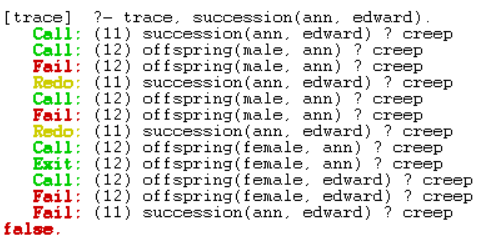 [trace]  ?- trace, succession(ann, edward).
   Call: (11) succession(ann, edward) ? creep
   Call: (12) offspring(male, ann) ? creep
   Fail: (12) offspring(male, ann) ? creep
   Redo: (11) succession(ann, edward) ? creep
   Call: (12) offspring(male, ann) ? creep
   Fail: (12) offspring(male, ann) ? creep
   Redo: (11) succession(ann, edward) ? creep
   Call: (12) offspring(female, ann) ? creep
   Exit: (12) offspring(female, ann) ? creep
   Call: (12) offspring(female, edward) ? creep
   Fail: (12) offspring(female, edward) ? creep
   Fail: (11) succession(ann, edward) ? creep
false.